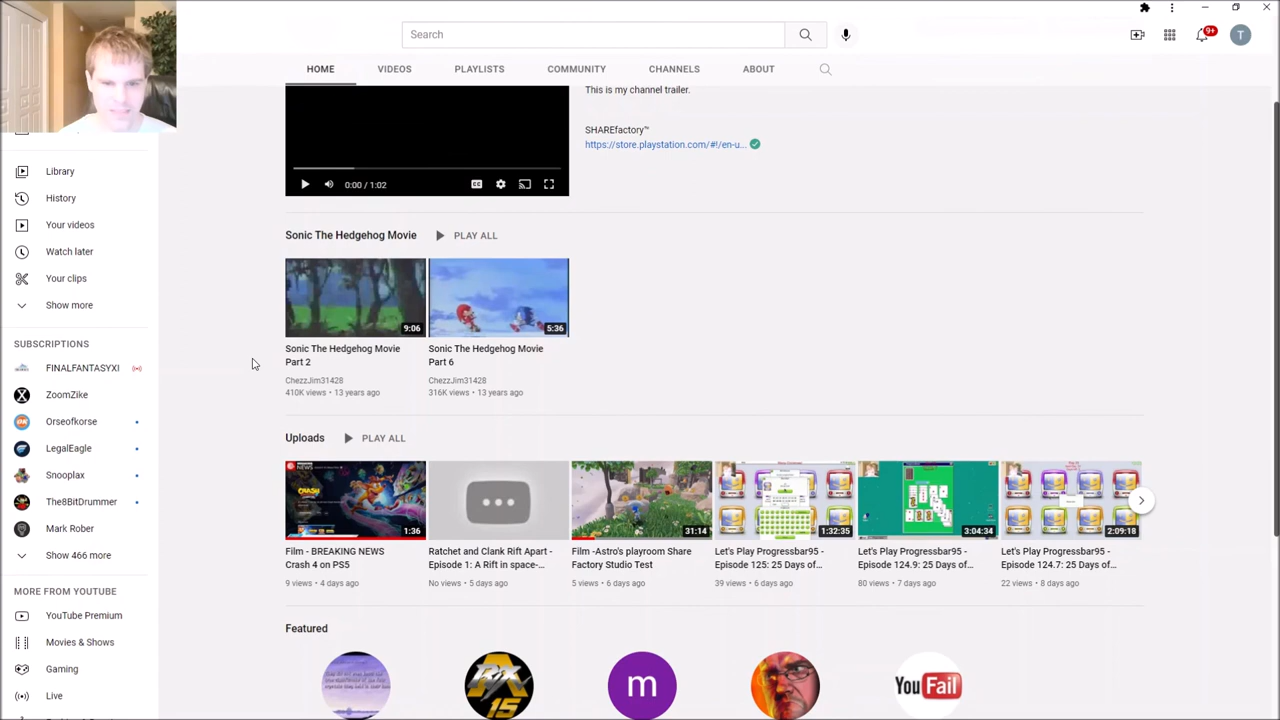 9+
T
Search
HOME
VIDEOS
PLAYLISTS
COMMUNITY
CHANNELS
ABOUT
This is my channel trailer.
SHAREfactory™
https://store.playstation.com/#!/en-u...
0:00 / 1:02
Library
History
Your videos
Watch later
Your clips
Show more
SUBSCRIPTIONS
FINALFANTASYXI
ZoomZike
Orseofkorse
LegalEagle
Snooplax
The8BitDrummer
Mark Rober
Show 466 more
MORE FROM YOUTUBE
YouTube Premium
Movies & Shows
Gaming
Live
Sonic The Hedgehog Movie
PLAY ALL
9:06
Sonic The Hedgehog Movie
Part 2
ChezzJim31428
410K views • 13 years ago
5:36
Sonic The Hedgehog Movie
Part 6
ChezzJim31428
316K views • 13 years ago
Uploads
PLAY ALL
NEWS
CRASH
1:36
Film - BREAKING NEWS
Crash 4 on PS5
9 views • 4 days ago
Ratchet and Clank Rift Apart -
Episode 1: A Rift in space-...
No views • 5 days ago
31:14
Film -Astro's playroom Share
Factory Studio Test
5 views • 6 days ago
1:32:35
Let's Play Progressbar95 -
Episode 125: 25 Days of...
39 views • 6 days ago
3:04:34
Let's Play Progressbar95 -
Episode 124.9: 25 Days of...
80 views • 7 days ago
2:09:18
Let's Play Progressbar95 -
Episode 124.7: 25 Days of...
22 views • 8 days ago
Featured
RX
15
m
YouFail